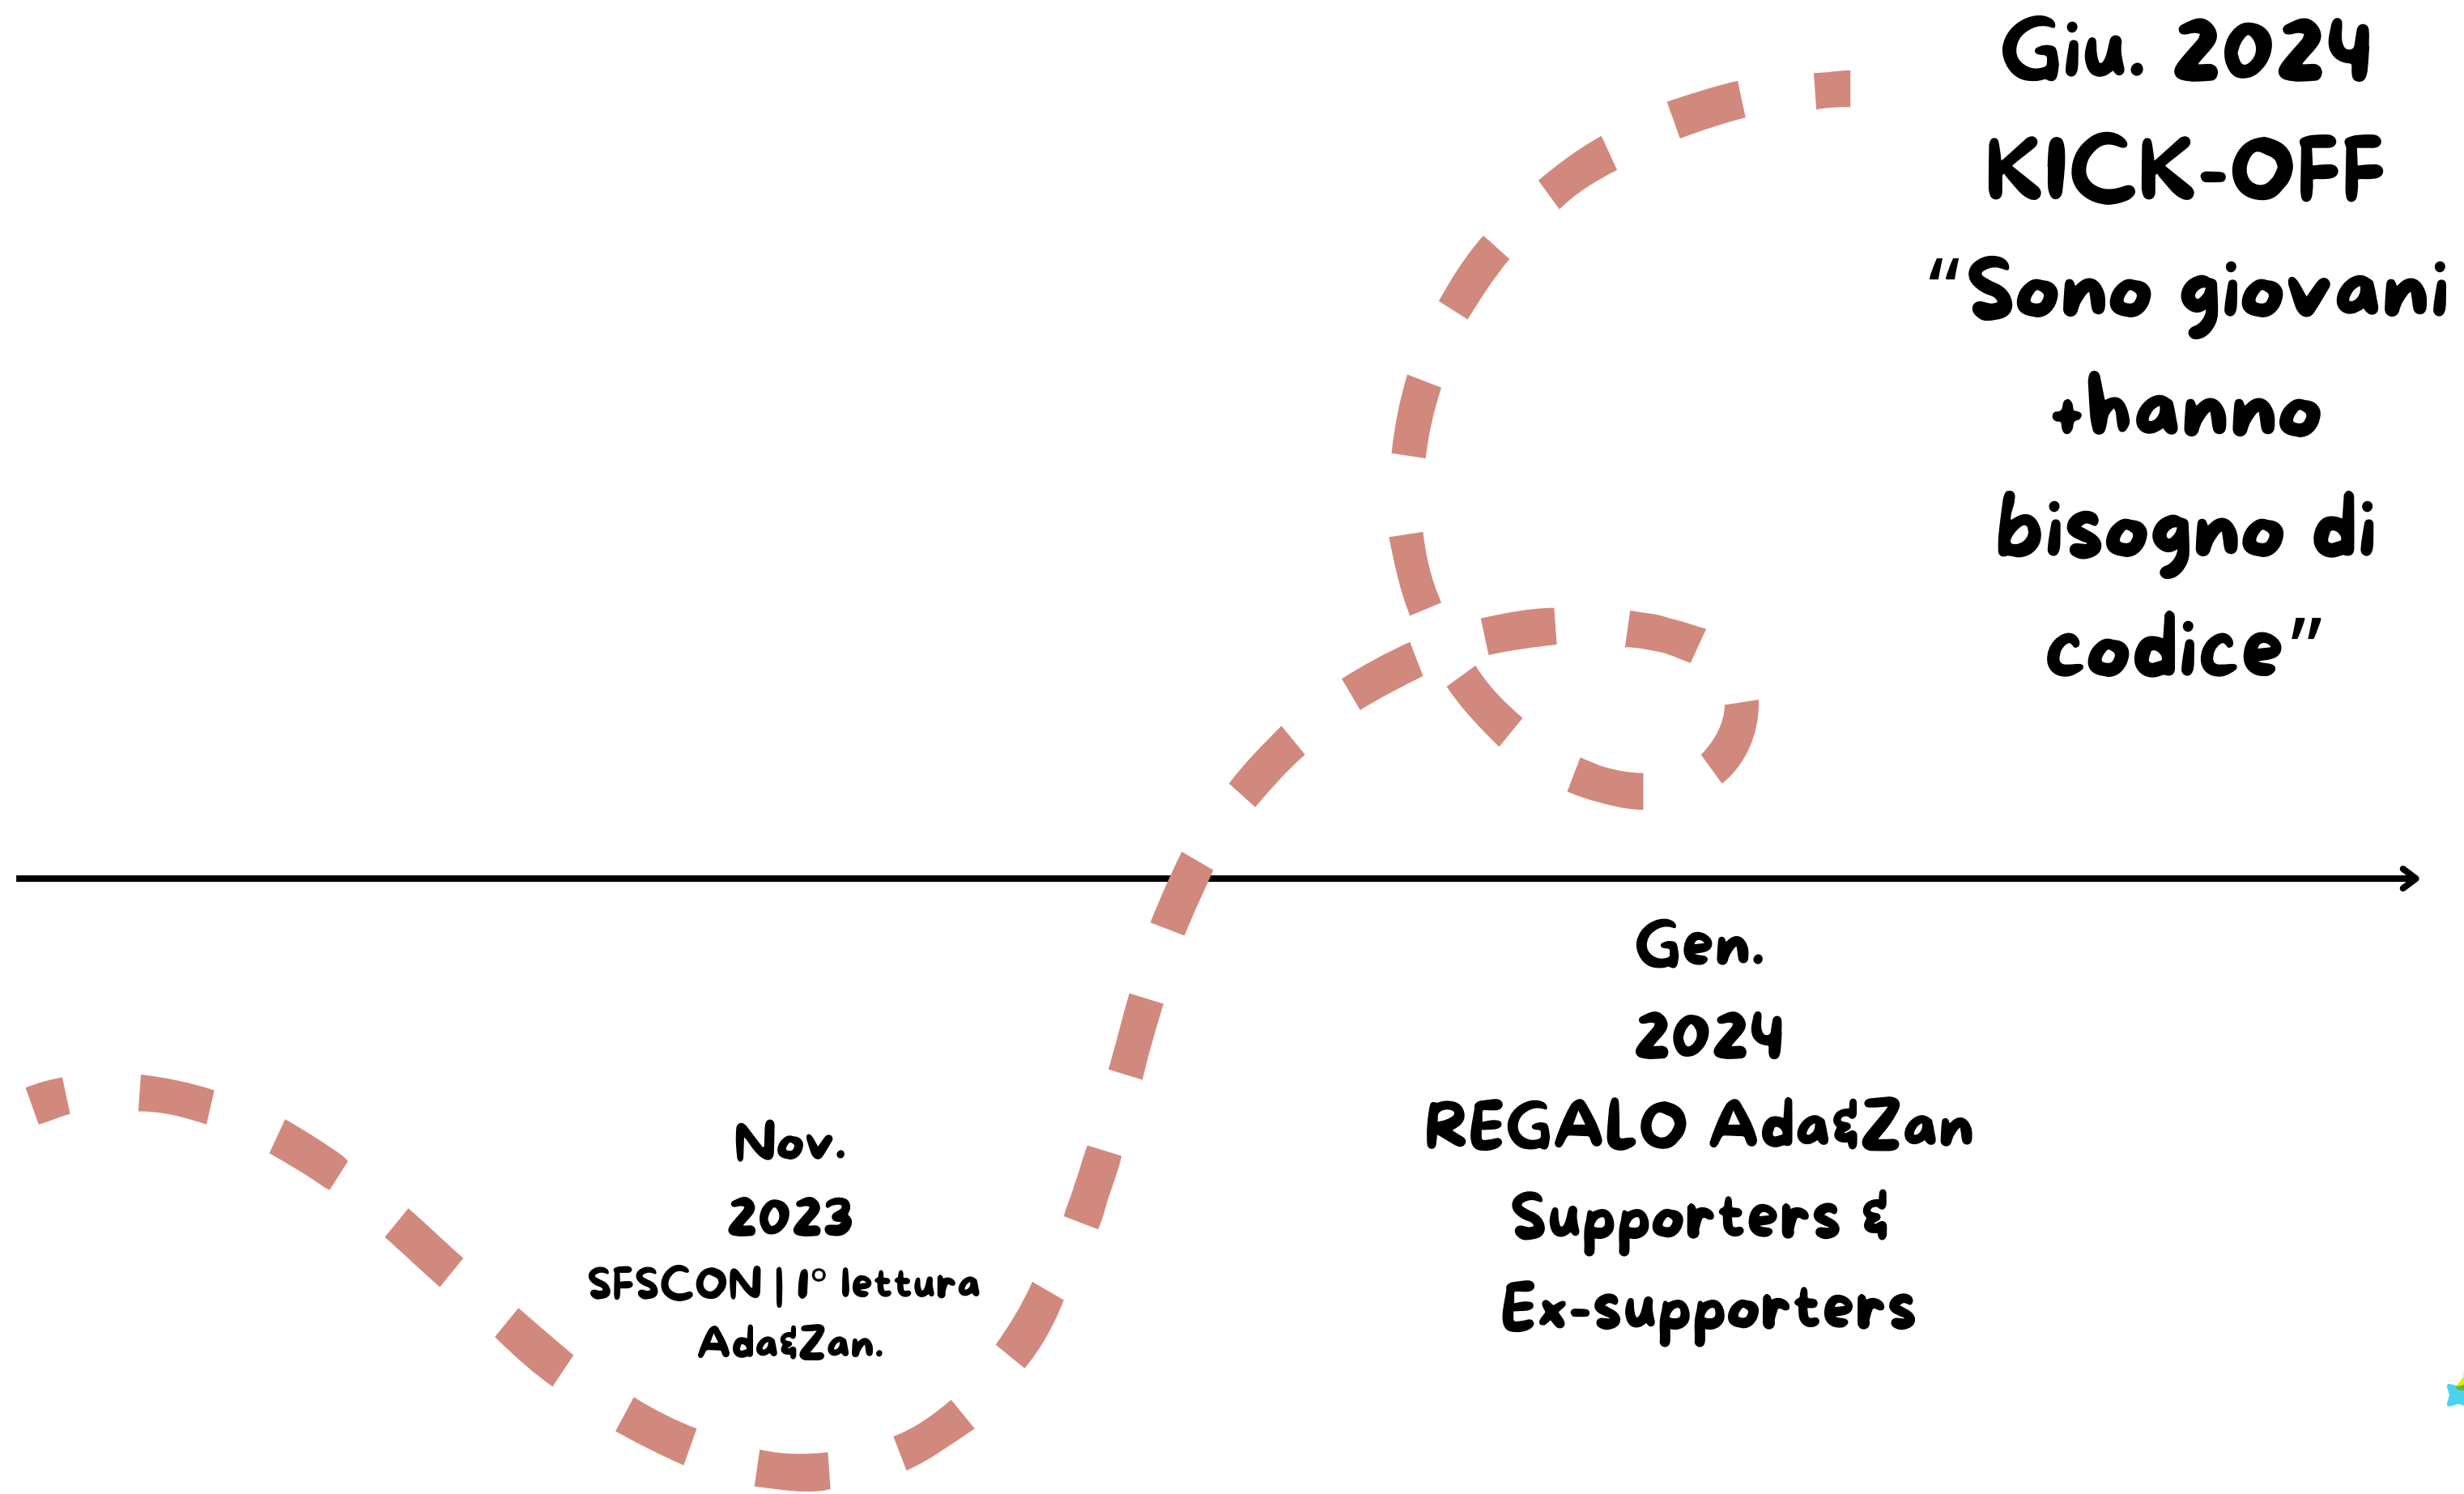 Giu. 2024
KICK-OFF
“Sono giovani
+hanno
bisogno di
codice”
Nov.
2023
SFSCON | 1° lettura
Ada&Zan.
Gen.
2024
REGALO Ada&Zan
Supporters &
Ex-supporters